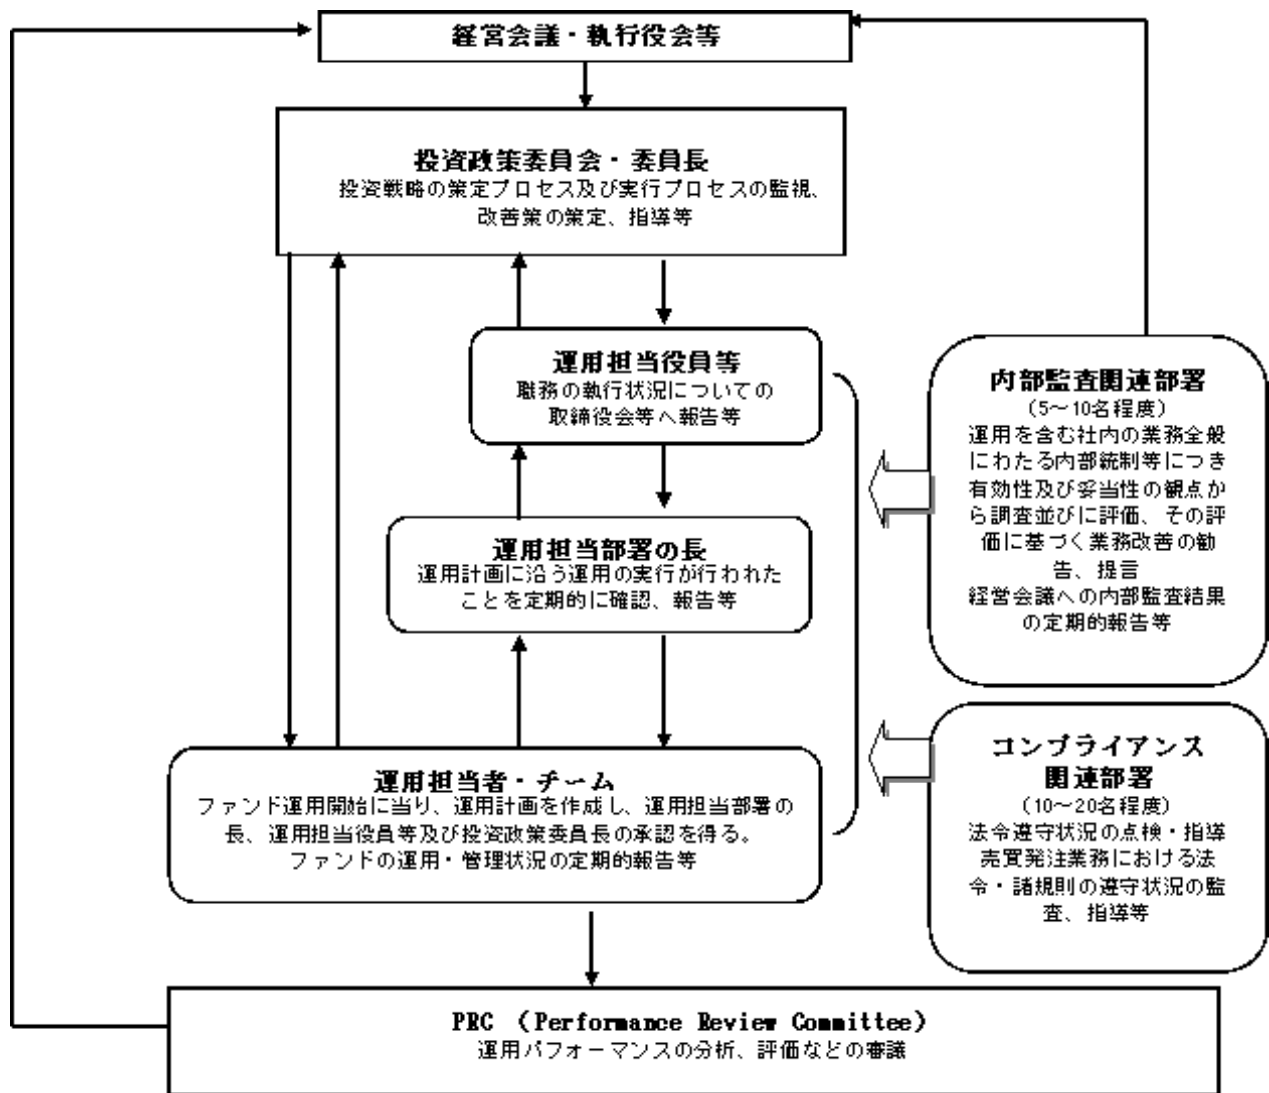 経営会議・執行役会等
投資政策委員会・委員長
投資戦略の策定プロセス及び実行プロセスの監視、
改善策の策定、指導等
運用担当役員等
職務の執行状況についての
取締役会等へ報告等
運用担当部署の長
運用計画に沿う運用の実行が行われた
ことを定期的に確認、報告等
運用担当者・チーム
ファンド運用開始に当り、運用計画を作成し、運用担当部署の
長、運用担当役員等及び投資政策委員長の承認を得る。
ファンドの運用・管理状況の定期的報告等
内部監査関連部署
（5～10名程度）
運用を含む社内の業務全般
にわたる内部統制等につき
有効性及び妥当性の観点か
ら調査並びに評価、その評
価に基づく業務改善の勧
告、提言
経営会議への内部監査結果
の定期的報告等
コンプライアンス
関連部署
（10～20名程度）
法令遵守状況の点検・指導
売買発注業務における法
令・諸規則の遵守状況の監
査、指導等
PRC （Performance Review Committee）
運用パフォーマンスの分析、評価などの審議